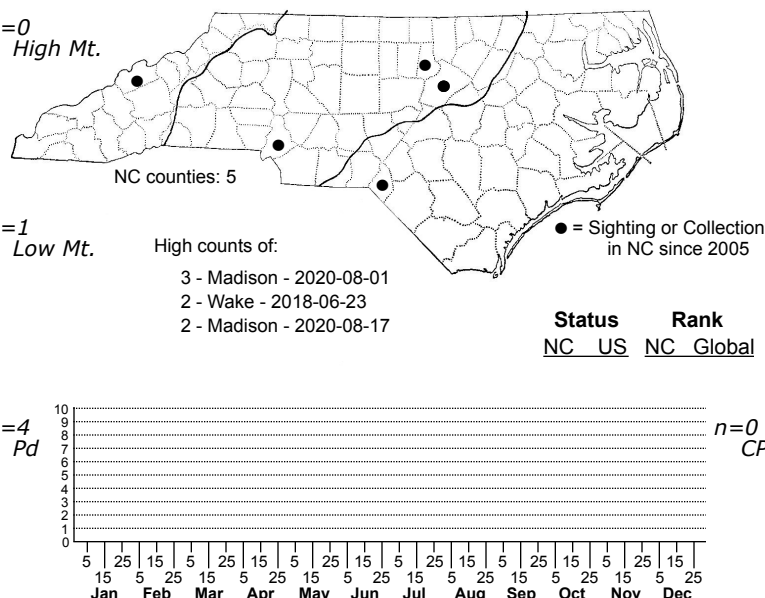 =0
High Mt.
NC counties: 5
=1
Low Mt.
High counts of:
3 - Madison - 2020-08-01
2 - Wake - 2018-06-23
2 - Madison - 2020-08-17
● = Sighting or Collection
in NC since 2005
Status Rank
NC US NC Global
=4
Pd
n=0
CP
10
9
8
7
6
5
4
3
2
1
0
5 25 15 5 25 15 5 25 15 5 25 15 5 25 15 5 25 15
15 5 25 15 5 25 15 5 25 15 5 25 15 5 25 15 5 25
Jan Feb Mar Apr May Jun Jul Aug Sep Oct Nov Dec